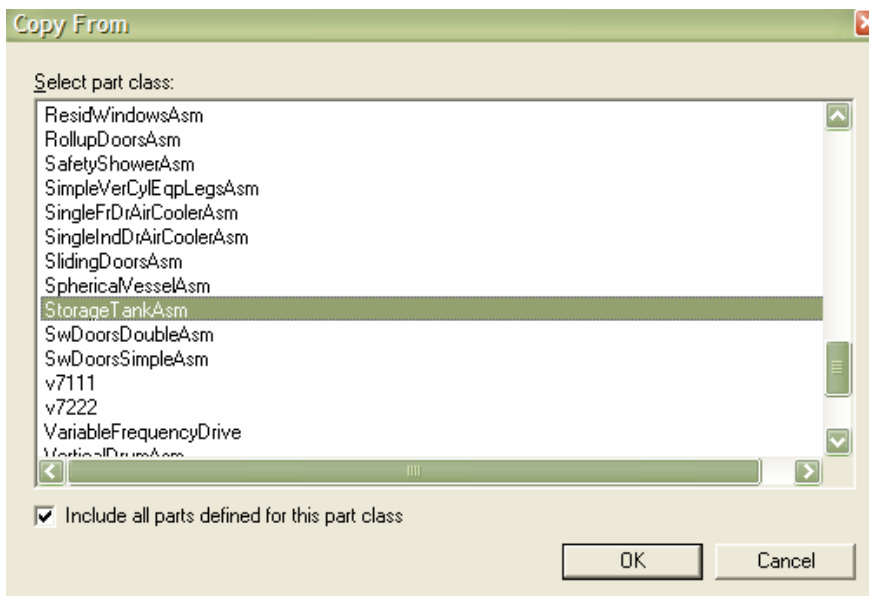 Copy From
Select part class:
ResidWindowsAsm
RollupDoorsAsm
SafetyShowerAsm
SimpleVerCylEqpLegsAsm
SingleFrDrAirCoolerAsm
SingleIndDrAirCoolerAsm
SlidingDoorsAsm
SphericalVesselAsm
StorageTankAsm
SwDoorsDoubleAsm
SwDoorsSimpleAsm
v7111
v7222
VariableFrequencyDrive
VerticalDrumAsm
Include all parts defined for this part class
OK Cancel